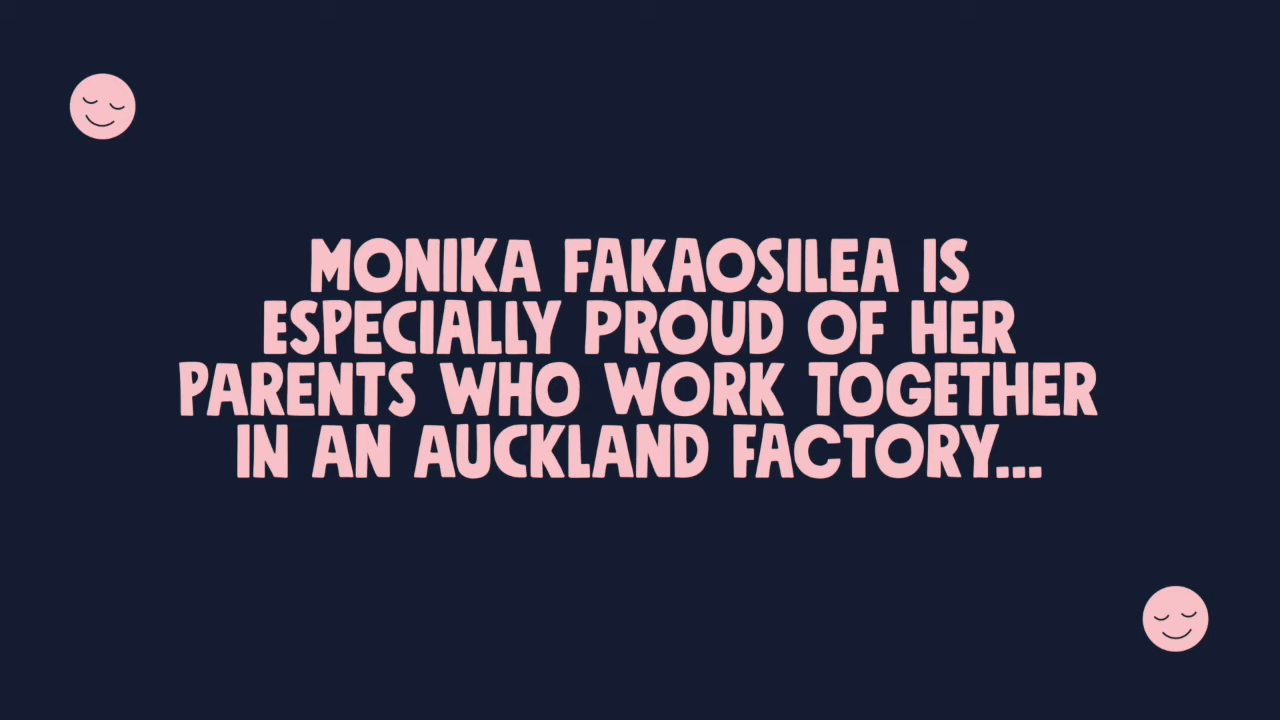 MONIKA FAKAOSILEA IS
ESPECIALLY PROUD OF HER
PARENTS WHO WORK TOGETHER
IN AN AUCKLAND FACTORY...